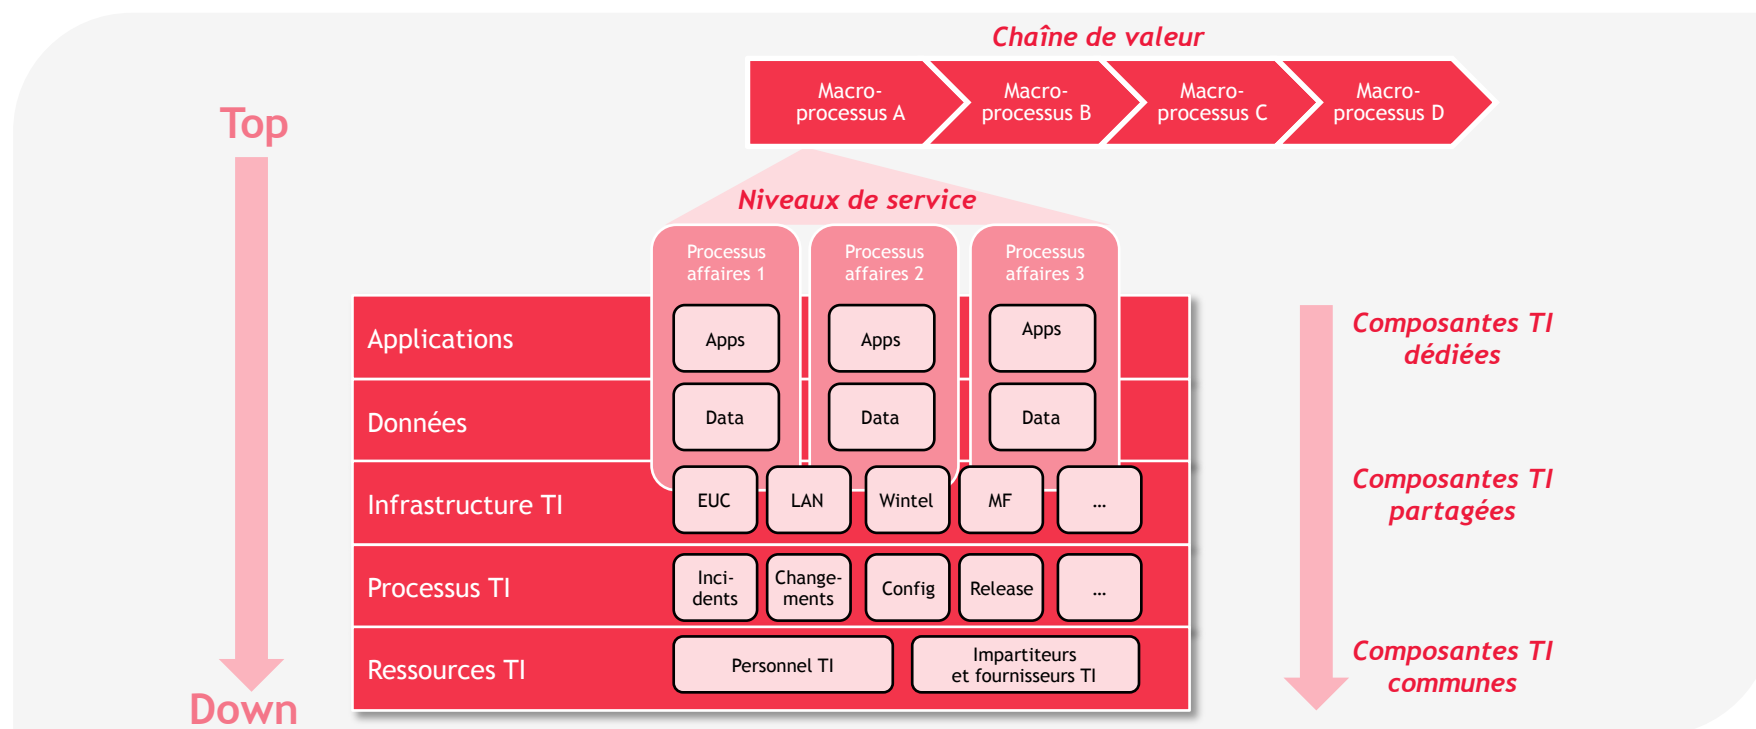 Chaîne de valeur
Macro-
processus A
Macro-
processus B
Macro-
processus C
Macro-
processus D
Top
Niveaux de service
Processus
affaires 1
Processus
affaires 2
Processus
affaires 3
Applications
Apps
Apps
Apps
Composantes TI
dédiées
Données
Data
Data
Data
Infrastructure TI
EUC
LAN
Wintel
MF
...
Composantes TI
partagées
Processus TI
Inci-
dents
Change-
ments
Config
Release
...
Ressources TI
Personnel TI
Impartiteurs
et fournisseurs TI
Composantes TI
communes
Down